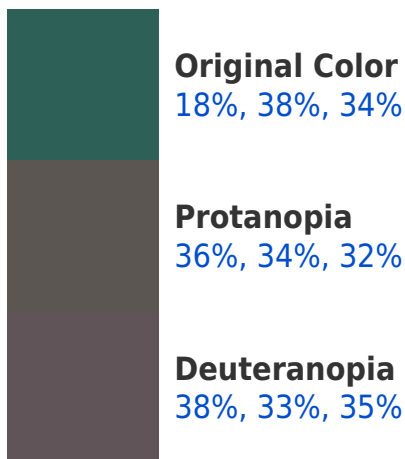 Original Color
18%, 38%, 34%
Protanopia
36%, 34%, 32%
Deuteranopia
38%, 33%, 35%